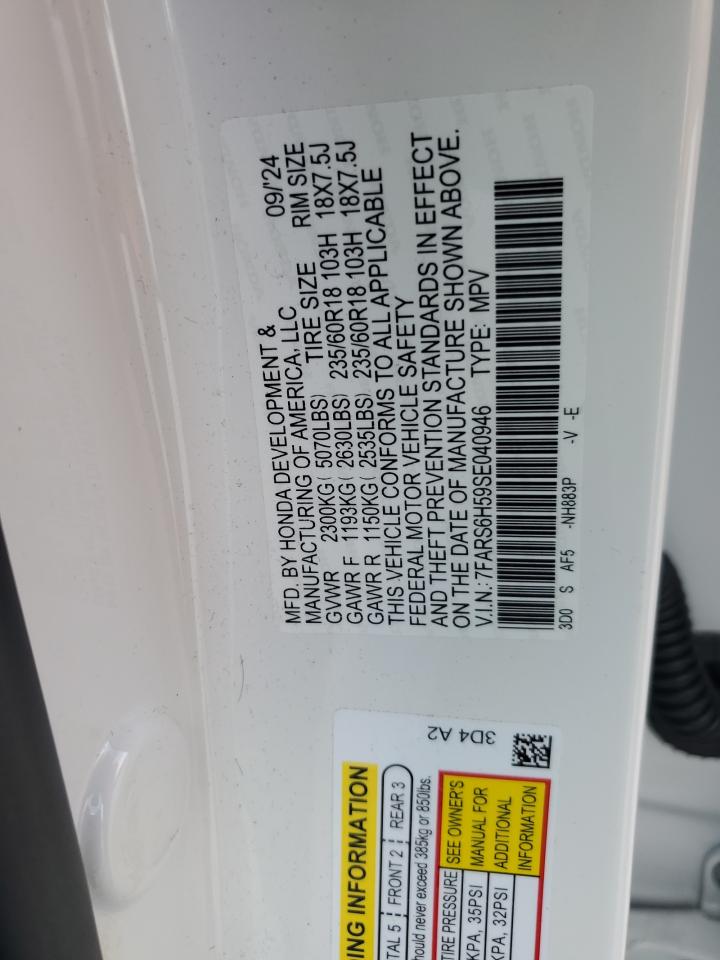 MFD. BY HONDA DEVELOPMENT & 09/'24
MANUFACTURING OF AMERICA, LLC
TIRE SIZE RIM SIZE
GVWR 2300KG( 5070LBS)
GAWR F 1193KG( 2630LBS) 235/60R18 103H 18X7.5J
GAWR R 1150KG( 2535LBS) 235/60R18 103H 18X7.5J
THIS VEHICLE CONFORMS TO ALL APPLICABLE
FEDERAL MOTOR VEHICLE SAFETY
AND THEFT PREVENTION STANDARDS IN EFFECT
ON THE DATE OF MANUFACTURE SHOWN ABOVE.
V.I.N.: 7FARS6H59SE040946 TYPE: MPV
3D0 S AF5 -NH883P -V -E
3D4 A2
INFORMATION
5 FRONT 2 REAR 3
should never exceed 385kg or 850lbs.
TIRE PRESSURE SEE OWNER'S
KPA, 35PSI MANUAL FOR
KPA, 32PSI ADDITIONAL
INFORMATION